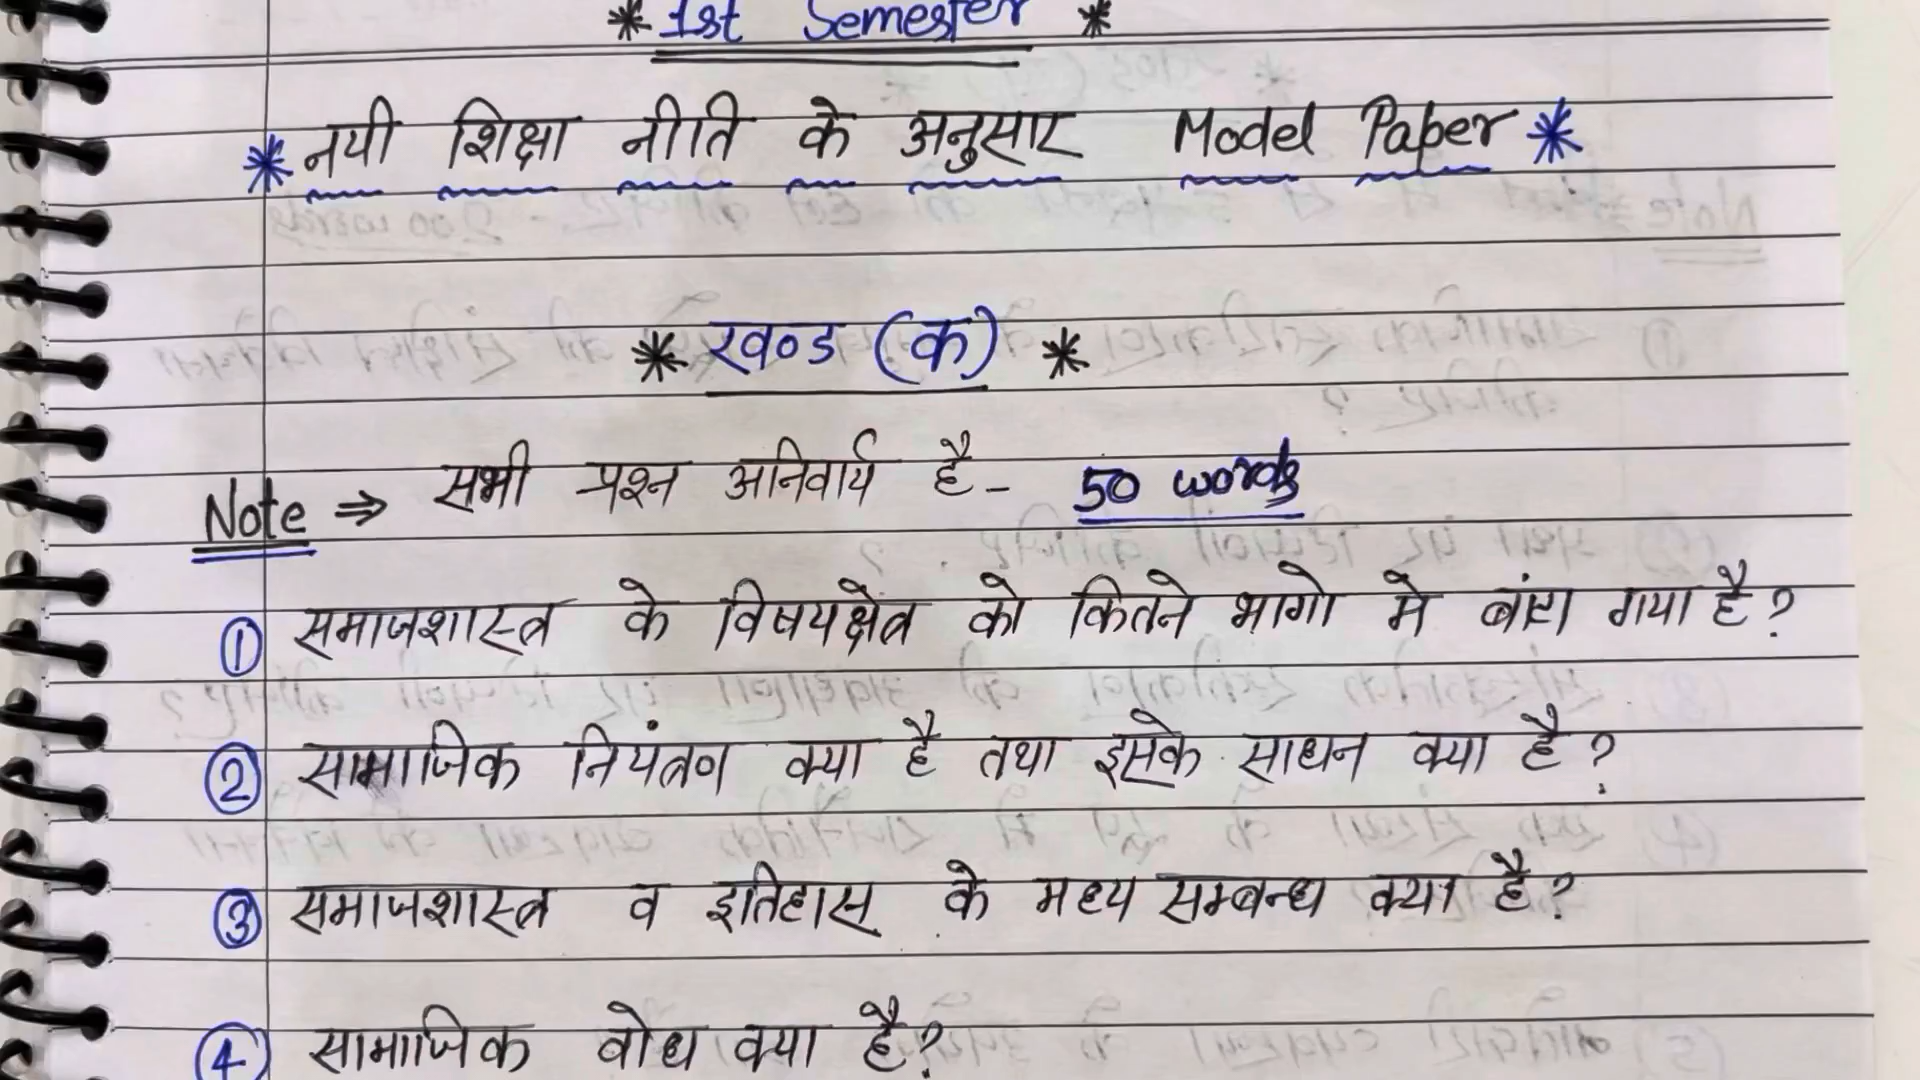 * 1st Semester *
* नयी शिक्षा नीति के अनुसार Model Paper *
* खण्ड (क) *
Note ⇒ सभी प्रश्न अनिवार्य है - 50 words
① समाजशास्त्र के विषयक्षेत्र को कितने भागो मे बांटा गया है?
② सामाजिक नियंत्रण क्या है तथा इसके साधन क्या है?
③ समाजशास्त्र व इतिहास के मध्य सम्बन्ध क्या है?
④ सामाजिक बोध क्या है?